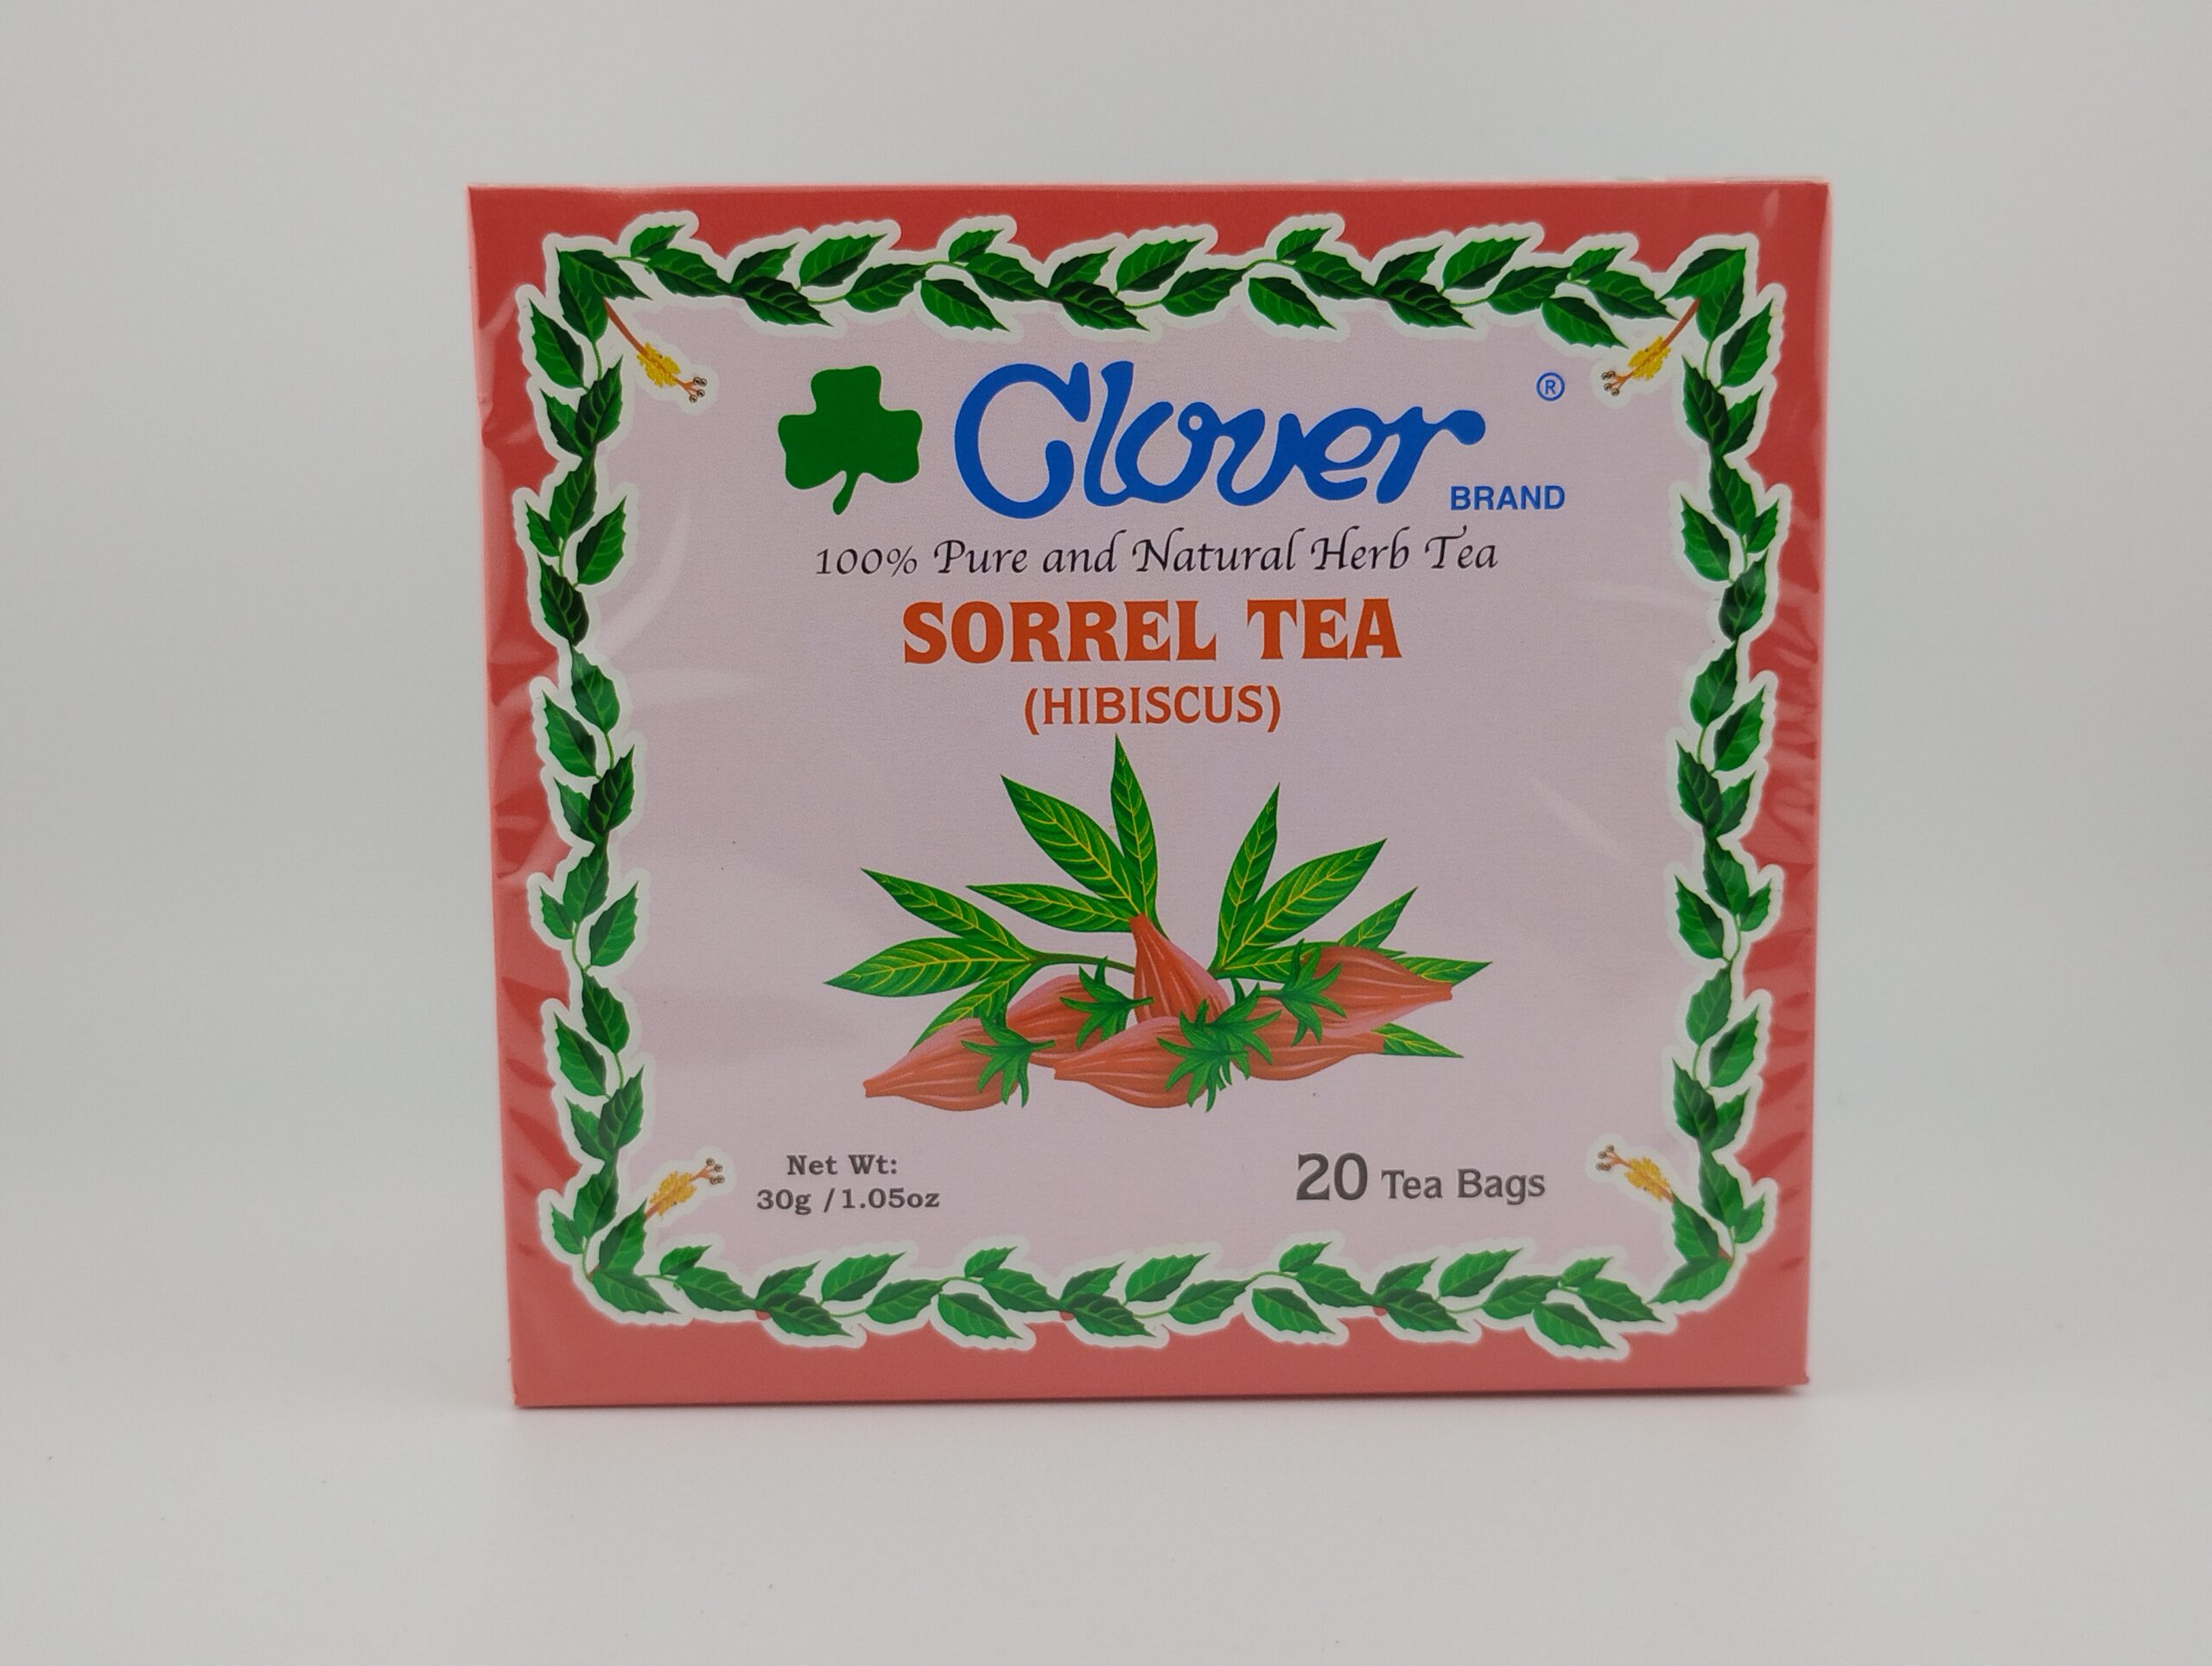 Clover ®
BRAND
100% Pure and Natural Herb Tea
SORREL TEA
(HIBISCUS)
Net Wt:
30g /1.05oz
20 Tea Bags